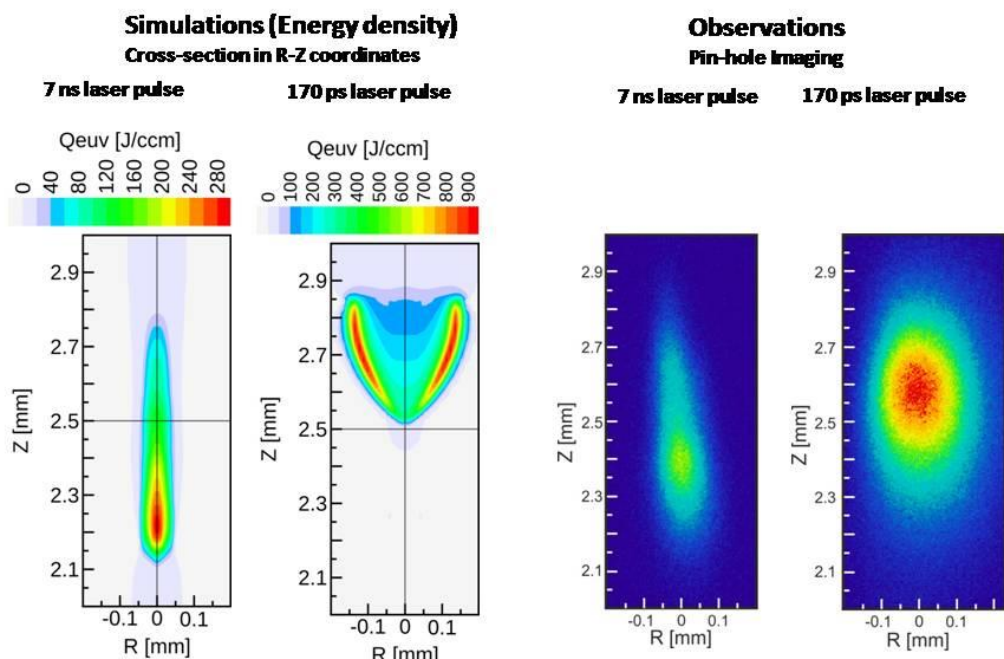 Simulations (Energy density)
Cross-section in R-Z coordinates
7 ns laser pulse
170 ps laser pulse
Qeuv [J/ccm]
0 40 80 120 160 200 240 280
2.9
2.7
2.5
2.3
2.1
Z [mm]
-0.1 0 0.1
R [mm]
Qeuv [J/ccm]
0 100 200 300 400 500 600 700 800 900
2.9
2.7
2.5
2.3
2.1
Z [mm]
-0.1 0 0.1
R [mm]
Observations
Pin-hole Imaging
7 ns laser pulse
170 ps laser pulse
2.9
2.7
2.5
2.3
2.1
Z [mm]
-0.1 0 0.1
R [mm]
2.9
2.7
2.5
2.3
2.1
Z [mm]
-0.1 0 0.1
R [mm]